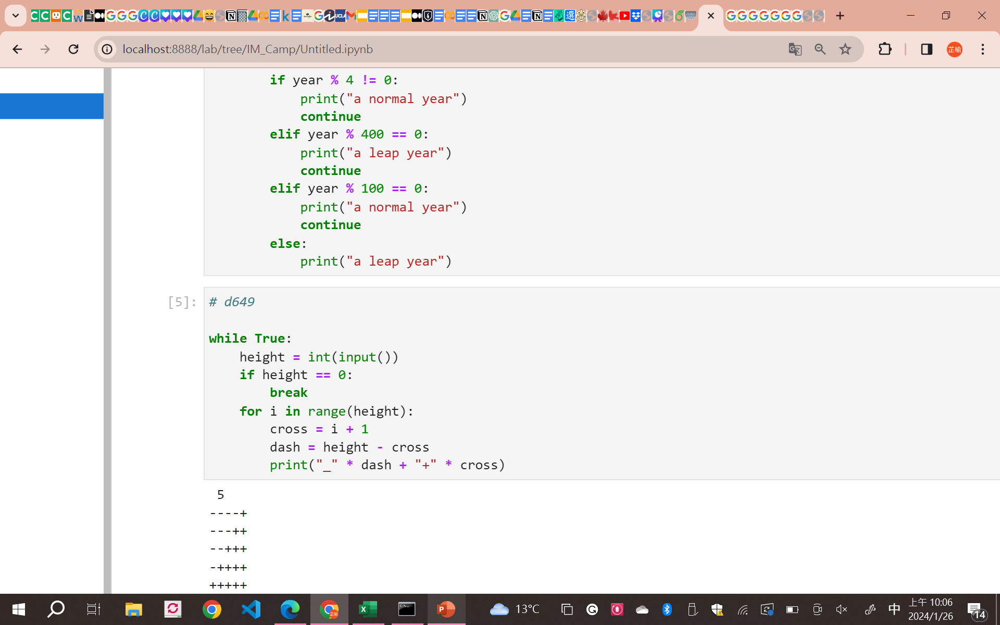 localhost:8888/lab/tree/IM_Camp/Untitled.ipynb
芷榆
if year % 4 != 0:
print("a normal year")
continue
elif year % 400 == 0:
print("a leap year")
continue
elif year % 100 == 0:
print("a normal year")
continue
else:
print("a leap year")
[5]:
# d649
while True:
height = int(input())
if height == 0:
break
for i in range(height):
cross = i + 1
dash = height - cross
print("_" * dash + "+" * cross)
5
----+
---++
--+++
-++++
+++++
13°C
中
上午 10:06
2024/1/26
14